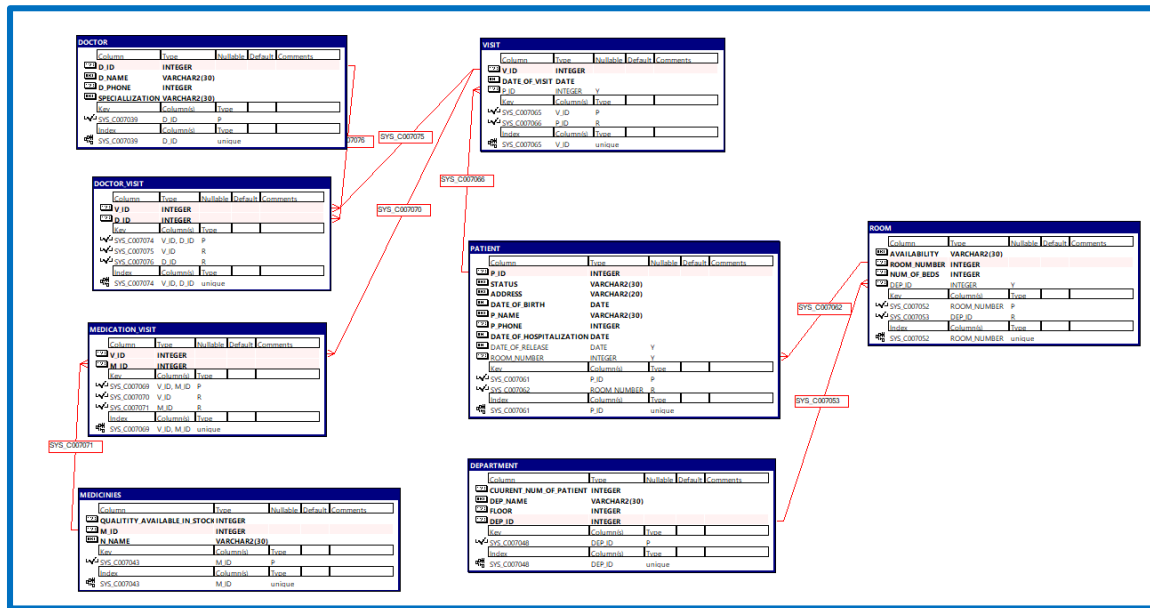 DOCTOR
Column Type Nullable Default Comments
D_ID INTEGER
D_NAME VARCHAR2(30)
D_PHONE INTEGER
SPECIALLIZATION VARCHAR2(30)
Key Column(s) Type
SYS_C007039 D_ID P
Index Column(s) Type
SYS_C007039 D_ID unique
VISIT
Column Type Nullable Default Comments
V_ID INTEGER
DATE_OF_VISIT DATE
P_ID INTEGER Y
Key Column(s) Type
SYS_C007065 V_ID P
SYS_C007066 P_ID R
Index Column(s) Type
SYS_C007065 V_ID unique
SYS_C007075
SYS_C007066
SYS_C007070
DOCTOR_VISIT
Column Type Nullable Default Comments
V_ID INTEGER
D_ID INTEGER
Key Column(s) Type
SYS_C007074 V_ID, D_ID P
SYS_C007075 V_ID R
SYS_C007076 D_ID R
Index Column(s) Type
SYS_C007074 V_ID, D_ID unique
PATIENT
Column Type Nullable Default Comments
P_ID INTEGER
STATUS VARCHAR2(30)
ADDRESS VARCHAR2(20)
DATE_OF_BIRTH DATE
P_NAME VARCHAR2(30)
P_PHONE INTEGER
DATE_OF_HOSPITALIZATION DATE
DATE_OF_RELEASE DATE Y
ROOM_NUMBER INTEGER Y
Key Column(s) Type
SYS_C007061 P_ID P
SYS_C007062 ROOM_NUMBER R
Index Column(s) Type
SYS_C007061 P_ID unique
ROOM
Column Type Nullable Default Comments
AVAILABILITY VARCHAR2(30)
ROOM_NUMBER INTEGER
NUM_OF_BEDS INTEGER
DEP_ID INTEGER Y
Key Column(s) Type
SYS_C007052 ROOM_NUMBER P
SYS_C007053 DEP_ID R
Index Column(s) Type
SYS_C007052 ROOM_NUMBER unique
SYS_C007062
SYS_C007053
MEDICATION_VISIT
Column Type Nullable Default Comments
V_ID INTEGER
M_ID INTEGER
Key Column(s) Type
SYS_C007069 V_ID, M_ID P
SYS_C007070 V_ID R
SYS_C007071 M_ID R
Index Column(s) Type
SYS_C007069 V_ID, M_ID unique
SYS_C007071
MEDICINIES
Column Type Nullable Default Comments
QUALITITY_AVAILABLE_IN_STOCK INTEGER
M_ID INTEGER
N_NAME VARCHAR2(30)
Key Column(s) Type
SYS_C007043 M_ID P
Index Column(s) Type
SYS_C007043 M_ID unique
DEPARTMENT
Column Type Nullable Default Comments
CUURENT_NUM_OF_PATIENT INTEGER
DEP_NAME VARCHAR2(30)
FLOOR INTEGER
DEP_ID INTEGER
Key Column(s) Type
SYS_C007048 DEP_ID P
Index Column(s) Type
SYS_C007048 DEP_ID unique